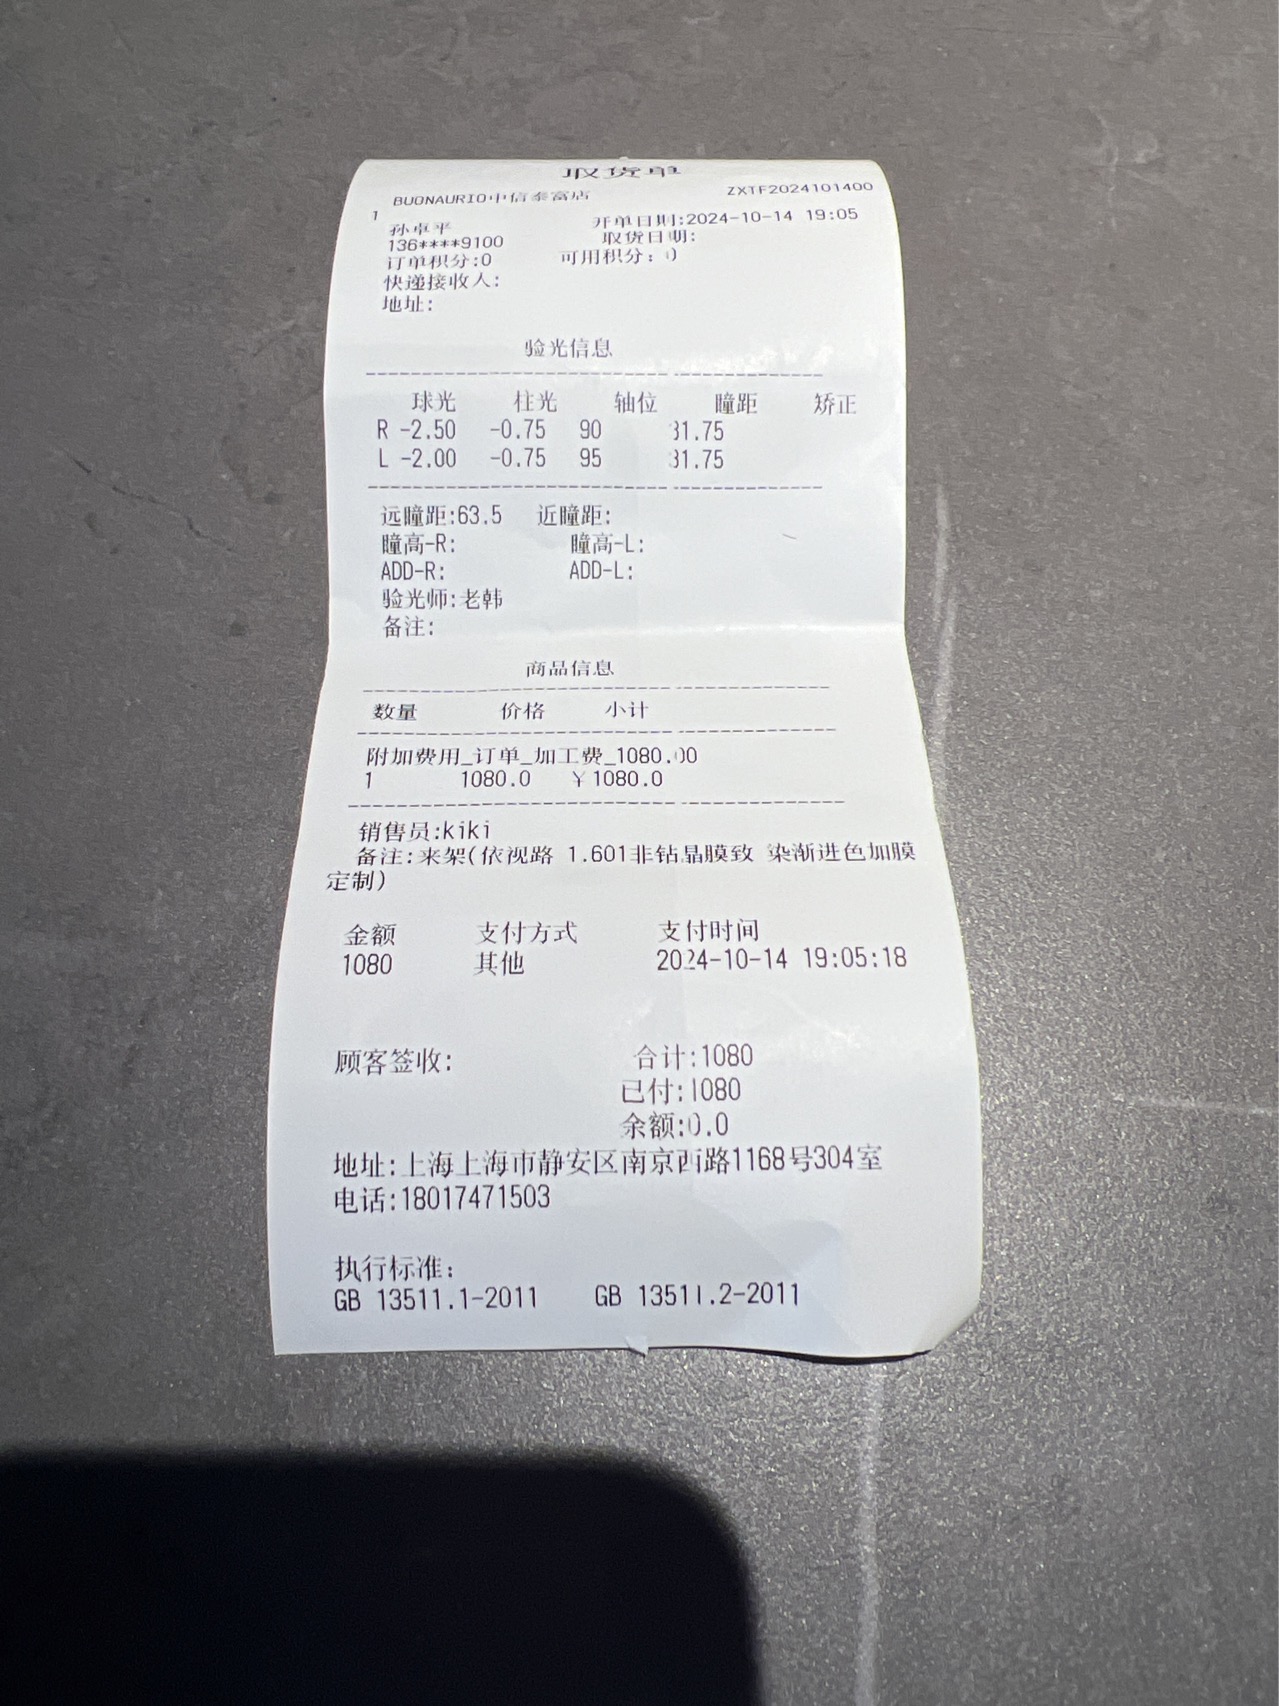 取货单
BUONAURIO中信泰富店 ZXTF2024101400
1
孙卓平 开单日期:2024-10-14 19:05
136****9100 取货日期:
订单积分:0 可用积分:0
快递接收人:
地址:
验光信息
球光 柱光 轴位 瞳距 矫正
R -2.50 -0.75 90 31.75
L -2.00 -0.75 95 31.75
远瞳距:63.5 近瞳距:
瞳高-R: 瞳高-L:
ADD-R: ADD-L:
验光师:老韩
备注:
商品信息
数量 价格 小计
附加费用_订单_加工费_1080.00
1 1080.0 ¥1080.0
销售员:kiki
备注:来架(依视路 1.601非钻晶膜致 染渐进色加膜
定制)
金额 支付方式 支付时间
1080 其他 2024-10-14 19:05:18
顾客签收: 合计:1080
已付:1080
余额:0.0
地址:上海上海市静安区南京西路1168号304室
电话:18017471503
执行标准:
GB 13511.1-2011 GB 13511.2-2011